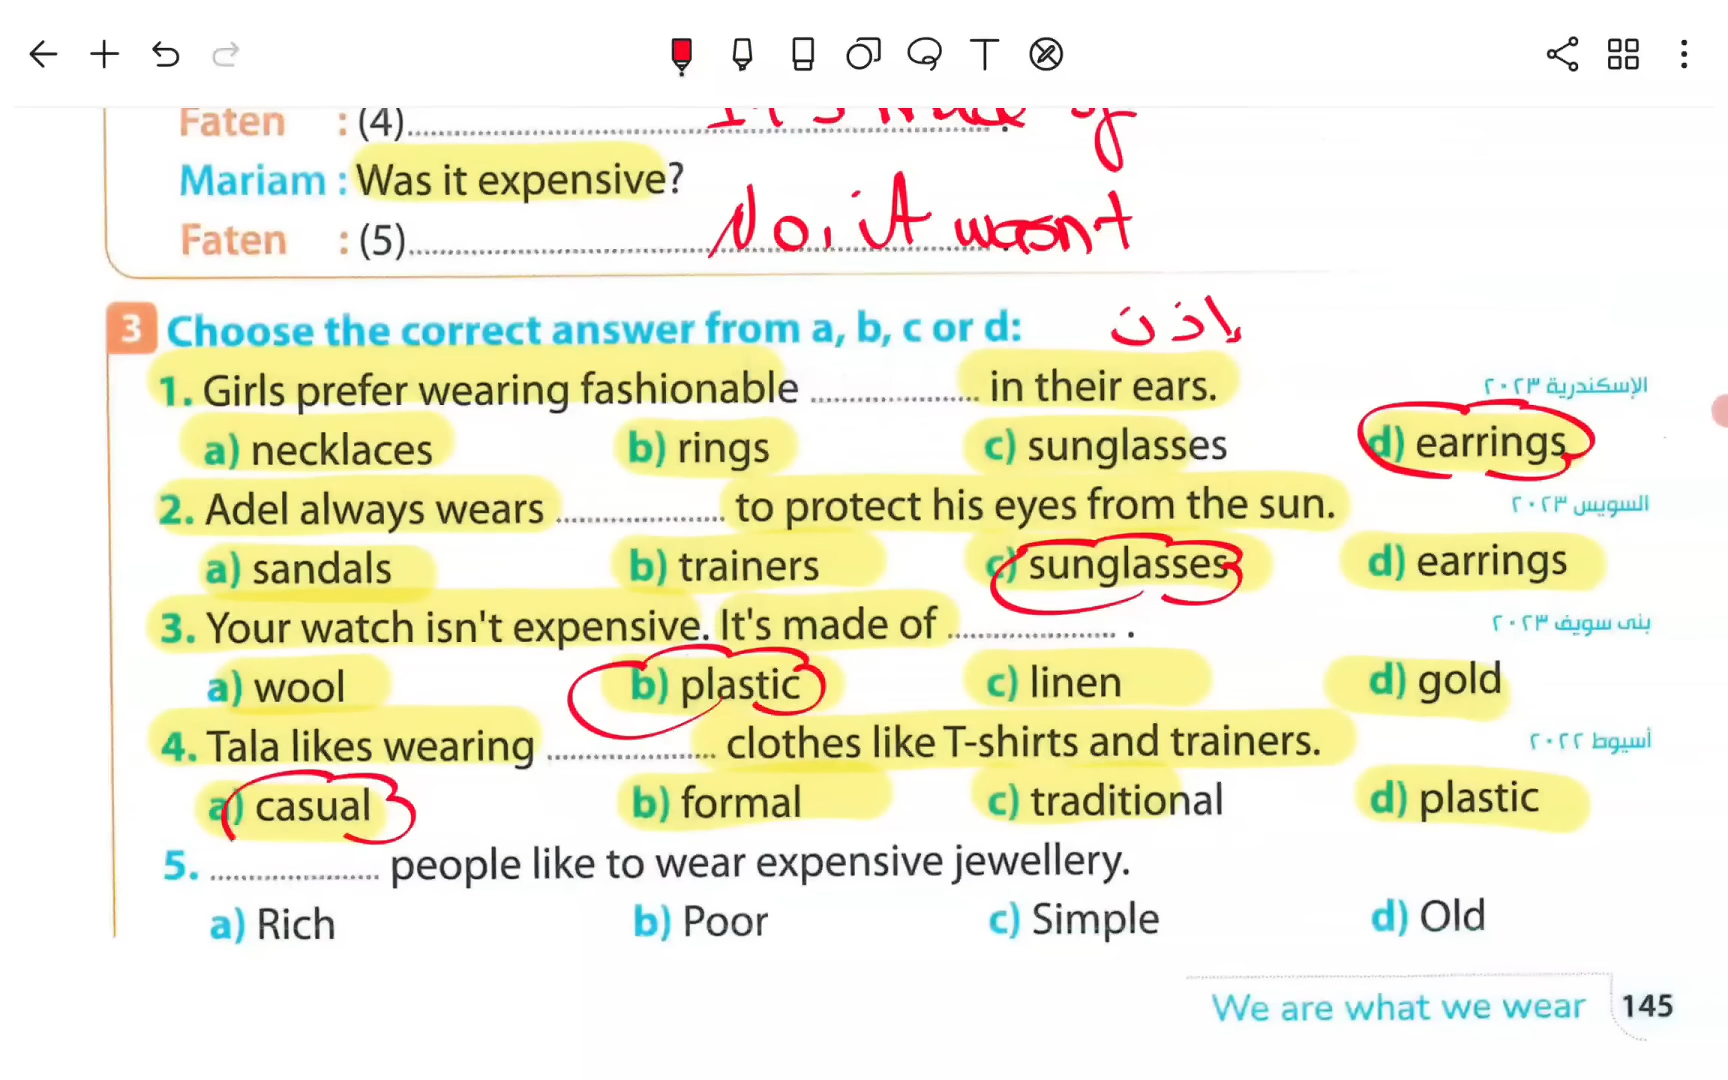 Faten : (4)........................ It's made of
Mariam : Was it expensive?
Faten : (5)........................ No, it wasn't
3 Choose the correct answer from a, b, c or d: إذن
1. Girls prefer wearing fashionable .................. in their ears. الإسكندرية ٢٠٢٣
a) necklaces b) rings c) sunglasses d) earrings
2. Adel always wears .................. to protect his eyes from the sun. السويس ٢٠٢٣
a) sandals b) trainers c) sunglasses d) earrings
3. Your watch isn't expensive. It's made of .................. . بنى سويف ٢٠٢٣
a) wool b) plastic c) linen d) gold
4. Tala likes wearing .................. clothes like T-shirts and trainers. أسيوط ٢٠٢٢
a) casual b) formal c) traditional d) plastic
5. .................. people like to wear expensive jewellery.
a) Rich b) Poor c) Simple d) Old
We are what we wear 145